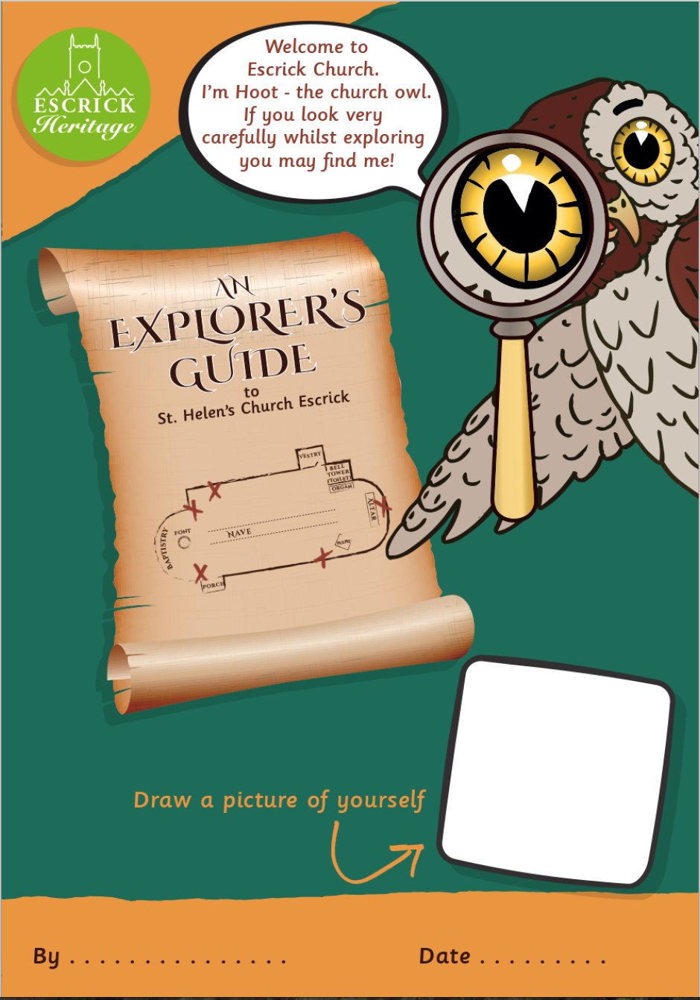 ESCRICK
Heritage
Welcome to
Escrick Church.
I'm Hoot - the church owl.
If you look very
carefully whilst exploring
you may find me!
AN
EXPLORER'S
GUIDE
to
St. Helen's Church Escrick
VESTRY
BELL
TOWER
(TOILET)
ORGAN
ALTAR
FONT
NAVE
PULPIT
BAPTISTRY
PORCH
Draw a picture of yourself
By . . . . . . . . . . . . . . . Date . . . . . . . . .